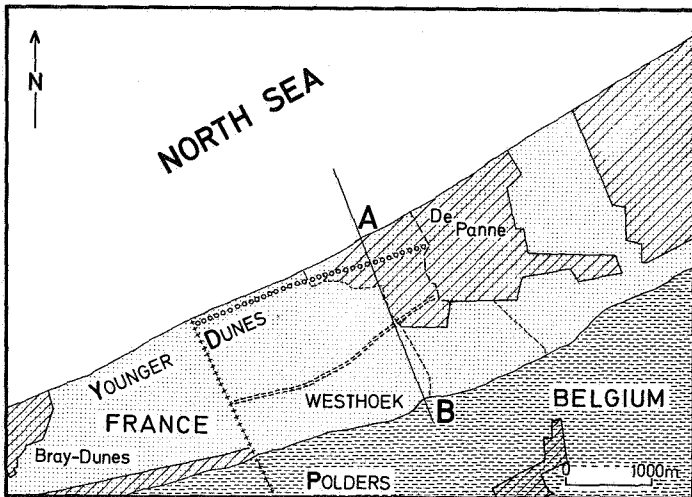 N
NORTH SEA
A
De
Panne
DUNES
YOUNGER
WESTHOEK
B
BELGIUM
FRANCE
Bray-Dunes
POLDERS
0 1000m